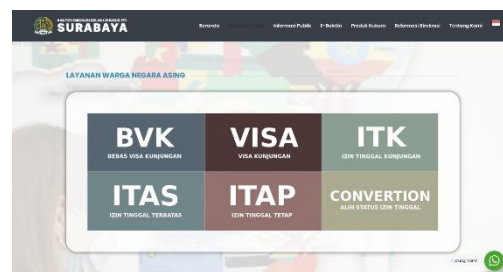 SURABAYA
Beranda
Informasi Publik
E-Buletin
Produk Hukum
Reformasi Birokrasi
Tentang Kami
LAYANAN WARGA NEGARA ASING
BVK
BEBAS VISA KUNJUNGAN
VISA
VISA KUNJUNGAN
ITK
IZIN TINGGAL KUNJUNGAN
ITAS
IZIN TINGGAL TERBATAS
ITAP
IZIN TINGGAL TETAP
CONVERTION
ALIH STATUS IZIN TINGGAL